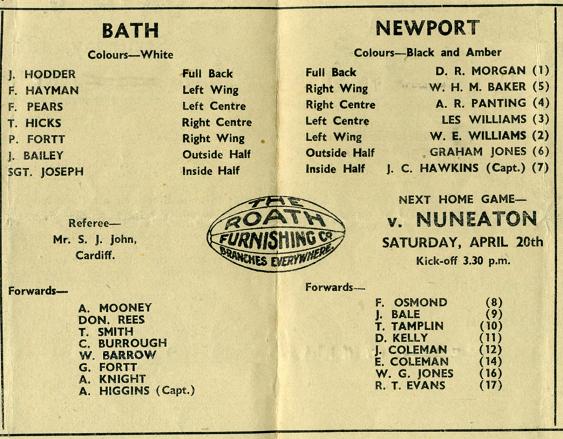 BATH
Colours—White
J. HODDER Full Back
F. HAYMAN Left Wing
F. PEARS Left Centre
T. HICKS Right Centre
P. FORTT Right Wing
J. BAILEY Outside Half
SGT. JOSEPH Inside Half
Referee—
Mr. S. J. John,
Cardiff.
Forwards—
A. MOONEY
DON. REES
T. SMITH
C. BURROUGH
W. BARROW
G. FORTT
A. KNIGHT
A. HIGGINS (Capt.)
THE
ROATH
FURNISHING Co
BRANCHES EVERYWHERE.
NEWPORT
Colours—Black and Amber
Full Back D. R. MORGAN (1)
Right Wing W. H. M. BAKER (5)
Right Centre A. R. PANTING (4)
Left Centre LES WILLIAMS (3)
Left Wing W. E. WILLIAMS (2)
Outside Half GRAHAM JONES (6)
Inside Half J. C. HAWKINS (Capt.) (7)
NEXT HOME GAME—
v. NUNEATON
SATURDAY, APRIL 20th
Kick-off 3.30 p.m.
Forwards—
F. OSMOND (8)
J. BALE (9)
T. TAMPLIN (10)
D. KELLY (11)
J. COLEMAN (12)
E. COLEMAN (14)
W. G. JONES (16)
R. T. EVANS (17)